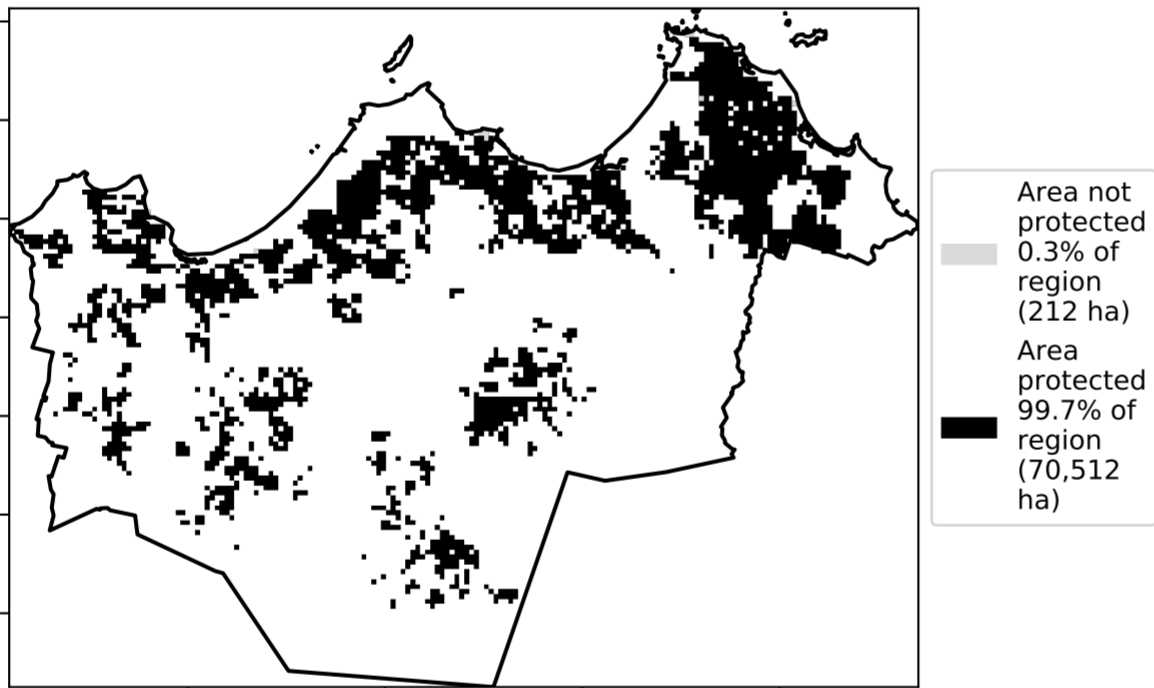 Area not
protected
0.3% of
region
(212 ha)
Area
protected
99.7% of
region
(70,512
ha)